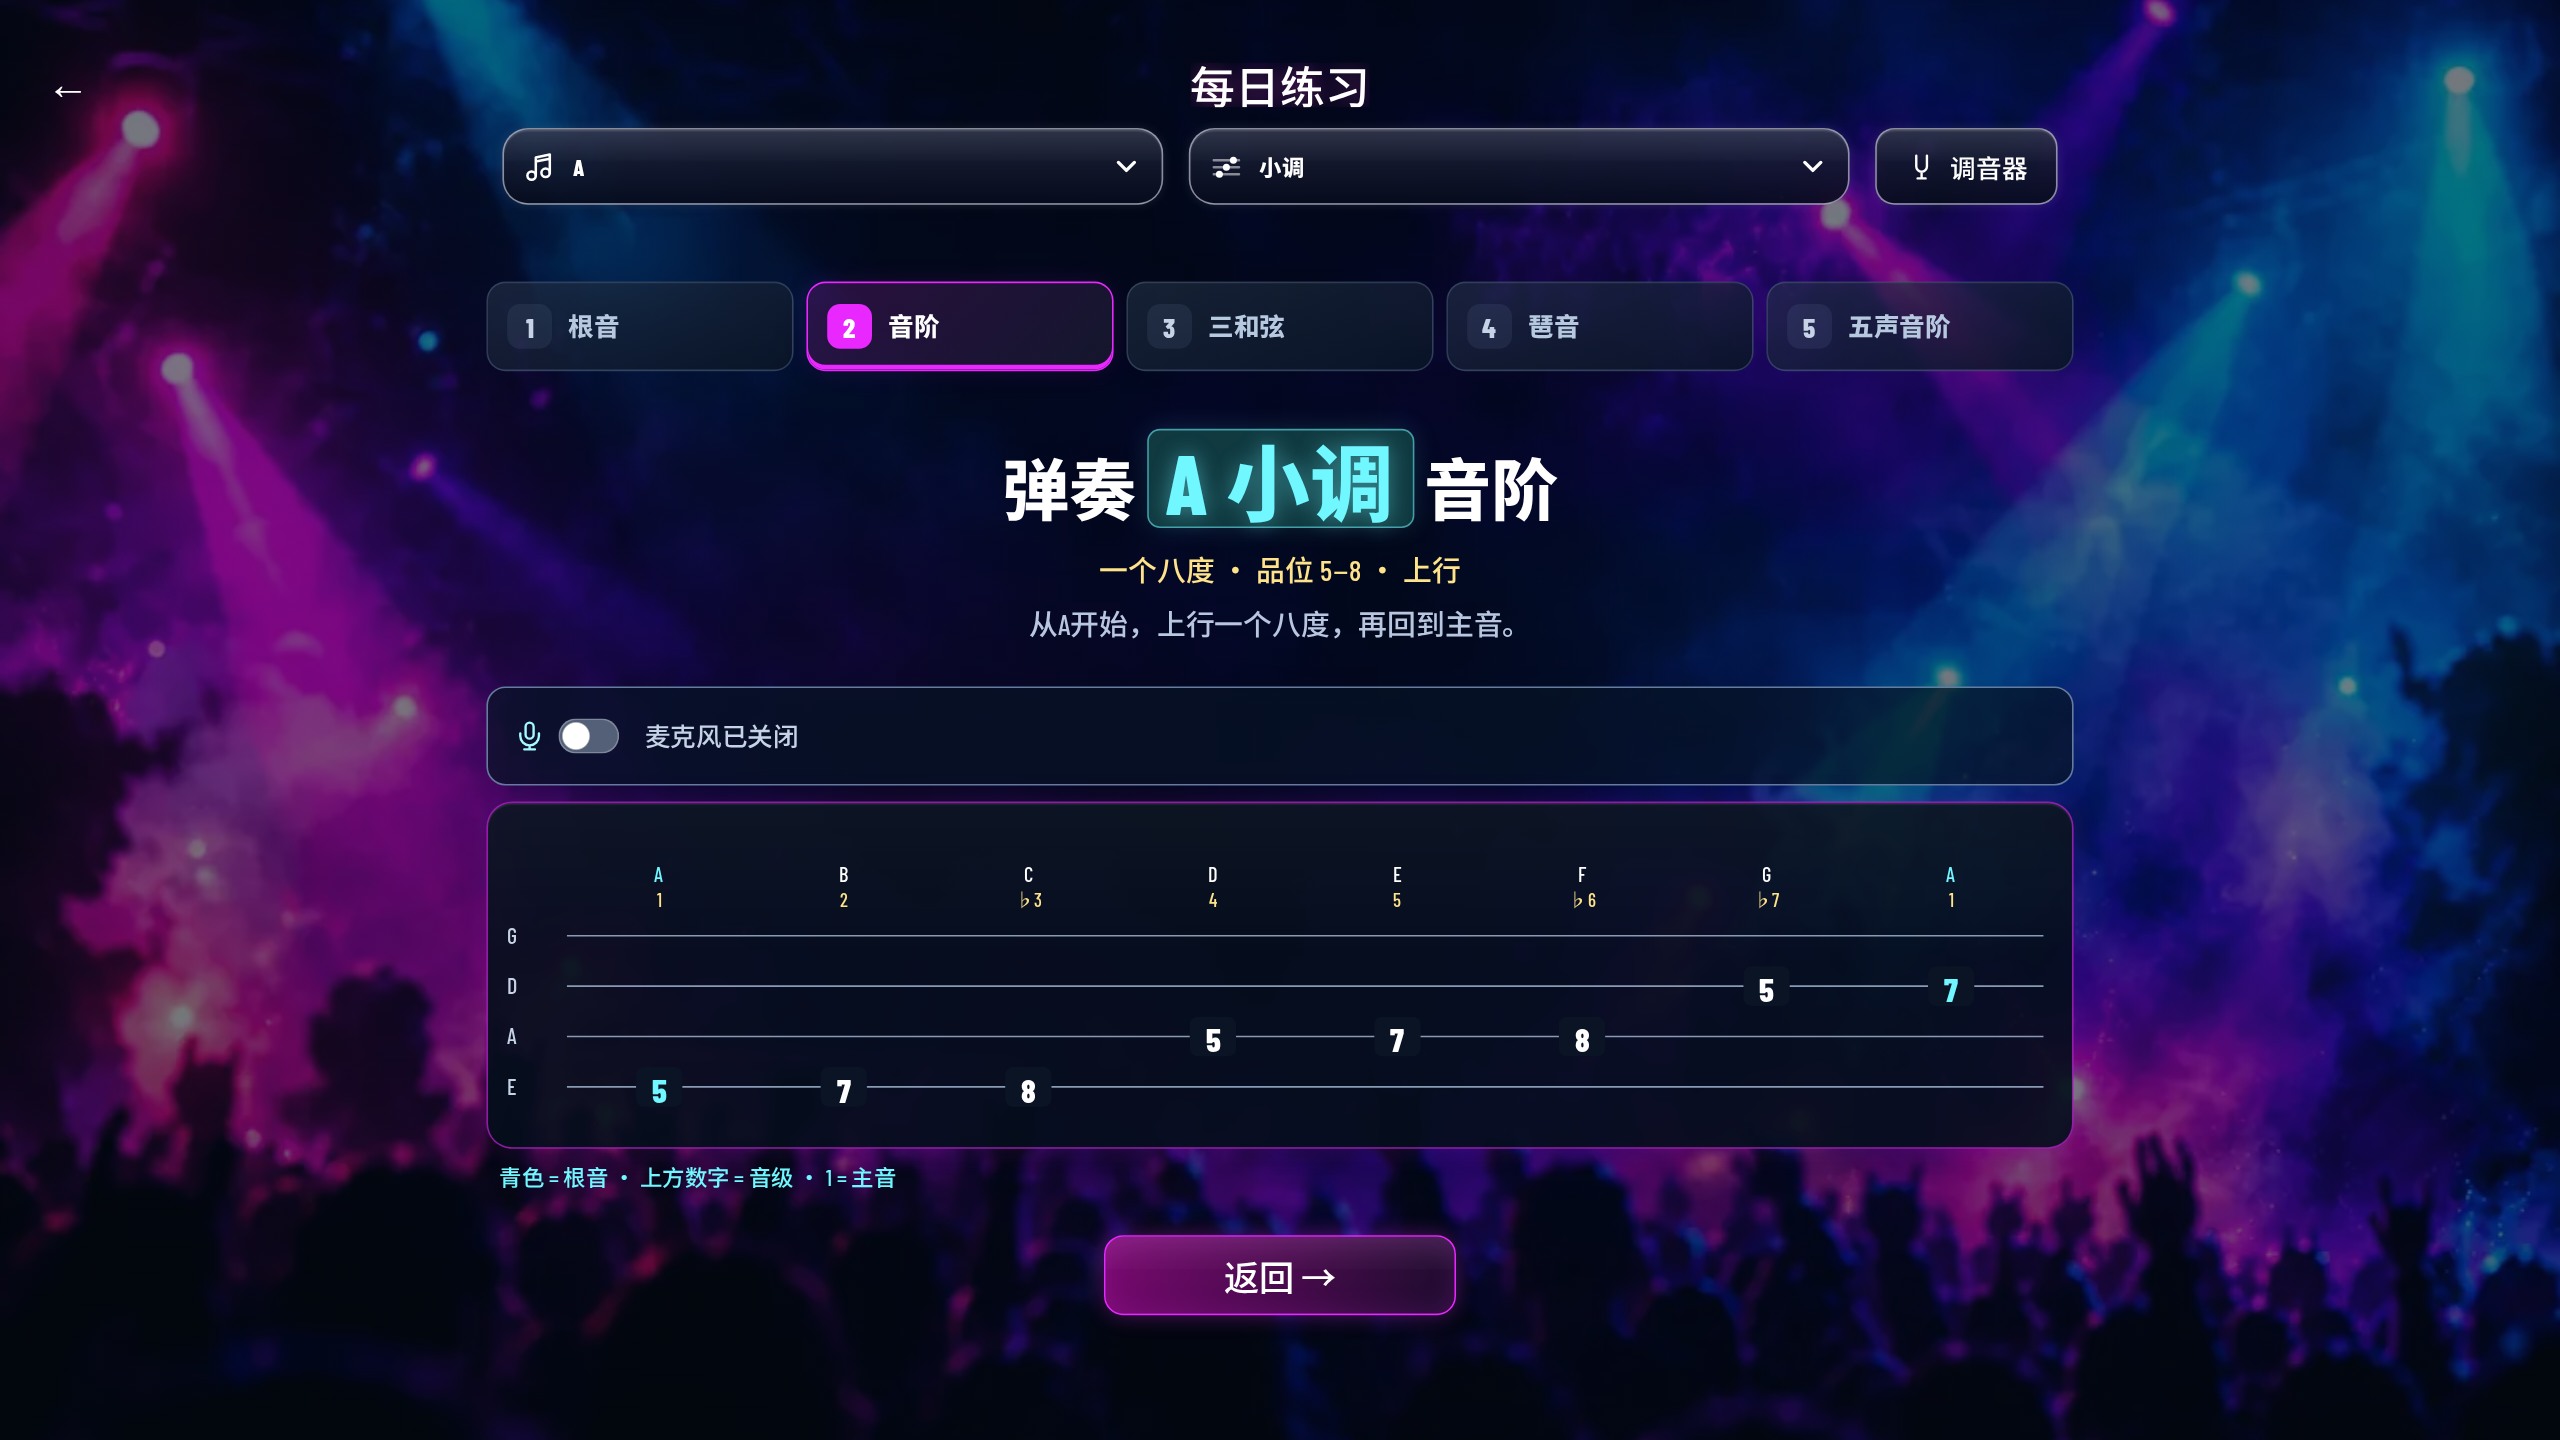 ←
每日练习
A
小调
调音器
1 根音
2 音阶
3 三和弦
4 琶音
5 五声音阶
弹奏 A 小调 音阶
一个八度 • 品位 5–8 • 上行
从A开始，上行一个八度，再回到主音。
麦克风已关闭
A B C D E F G A
1 2 ♭3 4 5 ♭6 ♭7 1
G
D 5 7
A 5 7 8
E 5 7 8
青色 = 根音 • 上方数字 = 音级 • 1 = 主音
返回 →